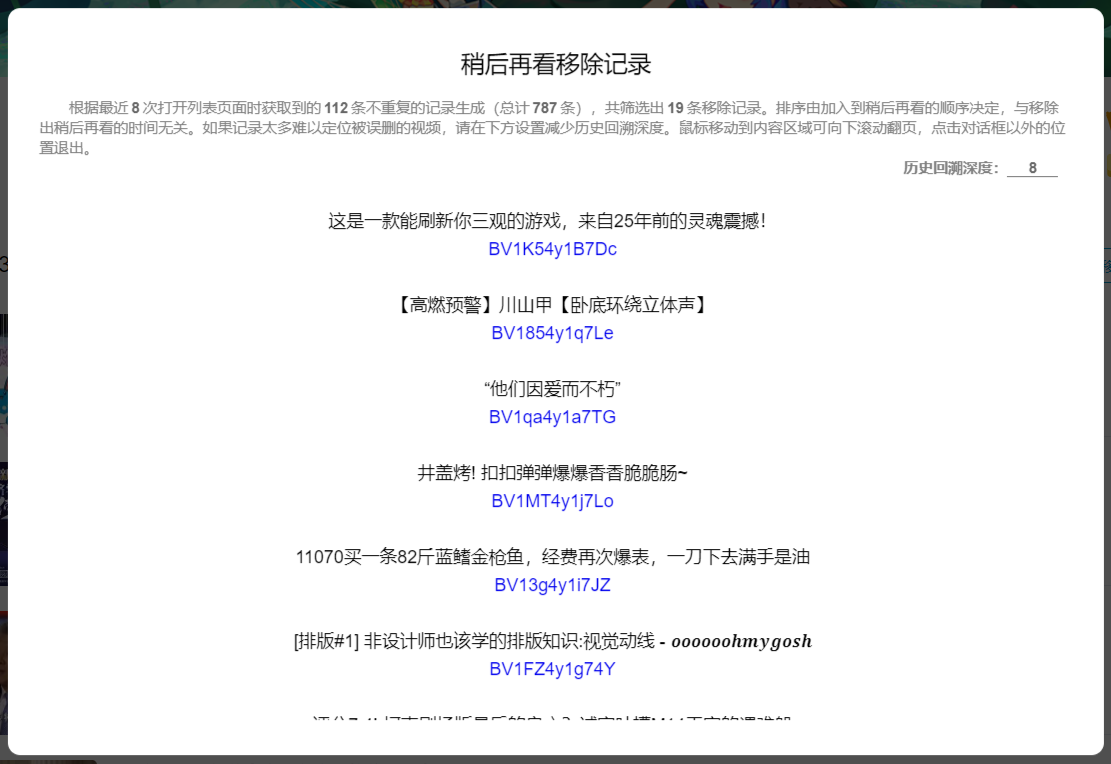 稍后再看移除记录
根据最近 8 次打开列表页面时获取到的 112 条不重复的记录生成（总计 787 条），共筛选出 19 条移除记录。排序由加入到稍后再看的顺序决定，与移除
出稍后再看的时间无关。如果记录太多难以定位被误删的视频，请在下方设置减少历史回溯深度。鼠标移动到内容区域可向下滚动翻页，点击对话框以外的位
置退出。
历史回溯深度： 8
这是一款能刷新你三观的游戏，来自25年前的灵魂震撼！
BV1K54y1B7Dc
【高燃预警】川山甲【卧底环绕立体声】
BV1854y1q7Le
“他们因爱而不朽”
BV1qa4y1a7TG
井盖烤! 扣扣弹弹爆爆香香脆脆肠~
BV1MT4y1j7Lo
11070买一条82斤蓝鳍金枪鱼，经费再次爆表，一刀下去满手是油
BV13g4y1i7JZ
[排版#1] 非设计师也该学的排版知识:视觉动线 - oooooohmygosh
BV1FZ4y1g74Y